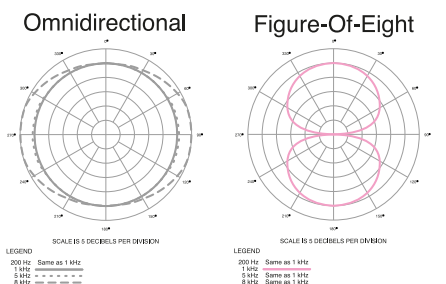 Omnidirectional
0°
330°
30°
300°
60°
270°
90°
240°
120°
210°
150°
180°
SCALE IS 5 DECIBELS PER DIVISION
LEGEND
200 Hz Same as 1 kHz
1 kHz
5 kHz
8 kHz
Figure-Of-Eight
0°
330°
30°
300°
60°
270°
90°
240°
120°
210°
150°
180°
SCALE IS 5 DECIBELS PER DIVISION
LEGEND
200 Hz Same as 1 kHz
1 kHz
5 kHz Same as 1 kHz
8 kHz Same as 1 kHz